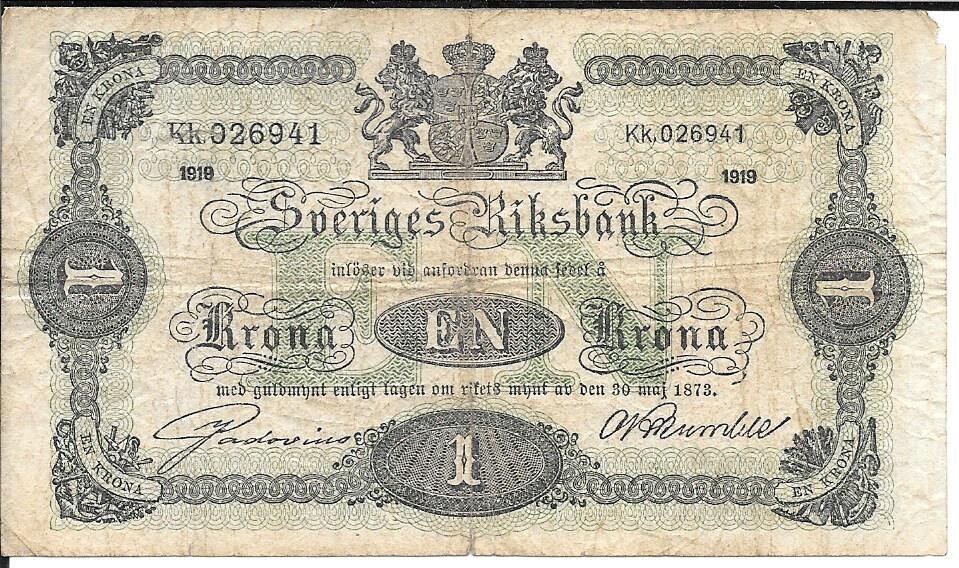 EN KRONA EN KRONA
Kk.026941 Kk.026941
1919 1919
Sveriges Riksbank
inlöser vid anfordran denna sedel å
1 1
Krona EN Krona
EN
med guldmynt enligt lagen om rikets mynt av den 30 maj 1873.
1
EN KRONA EN KRONA